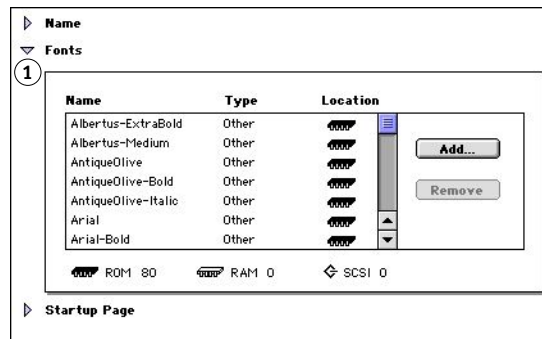 Name
Fonts
1
Name Type Location
Albertus-ExtraBold Other
Albertus-Medium Other
AntiqueOlive Other
AntiqueOlive-Bold Other
AntiqueOlive-Italic Other
Arial Other
Arial-Bold Other
Add...
Remove
ROM 80 RAM 0 SCSI 0
Startup Page